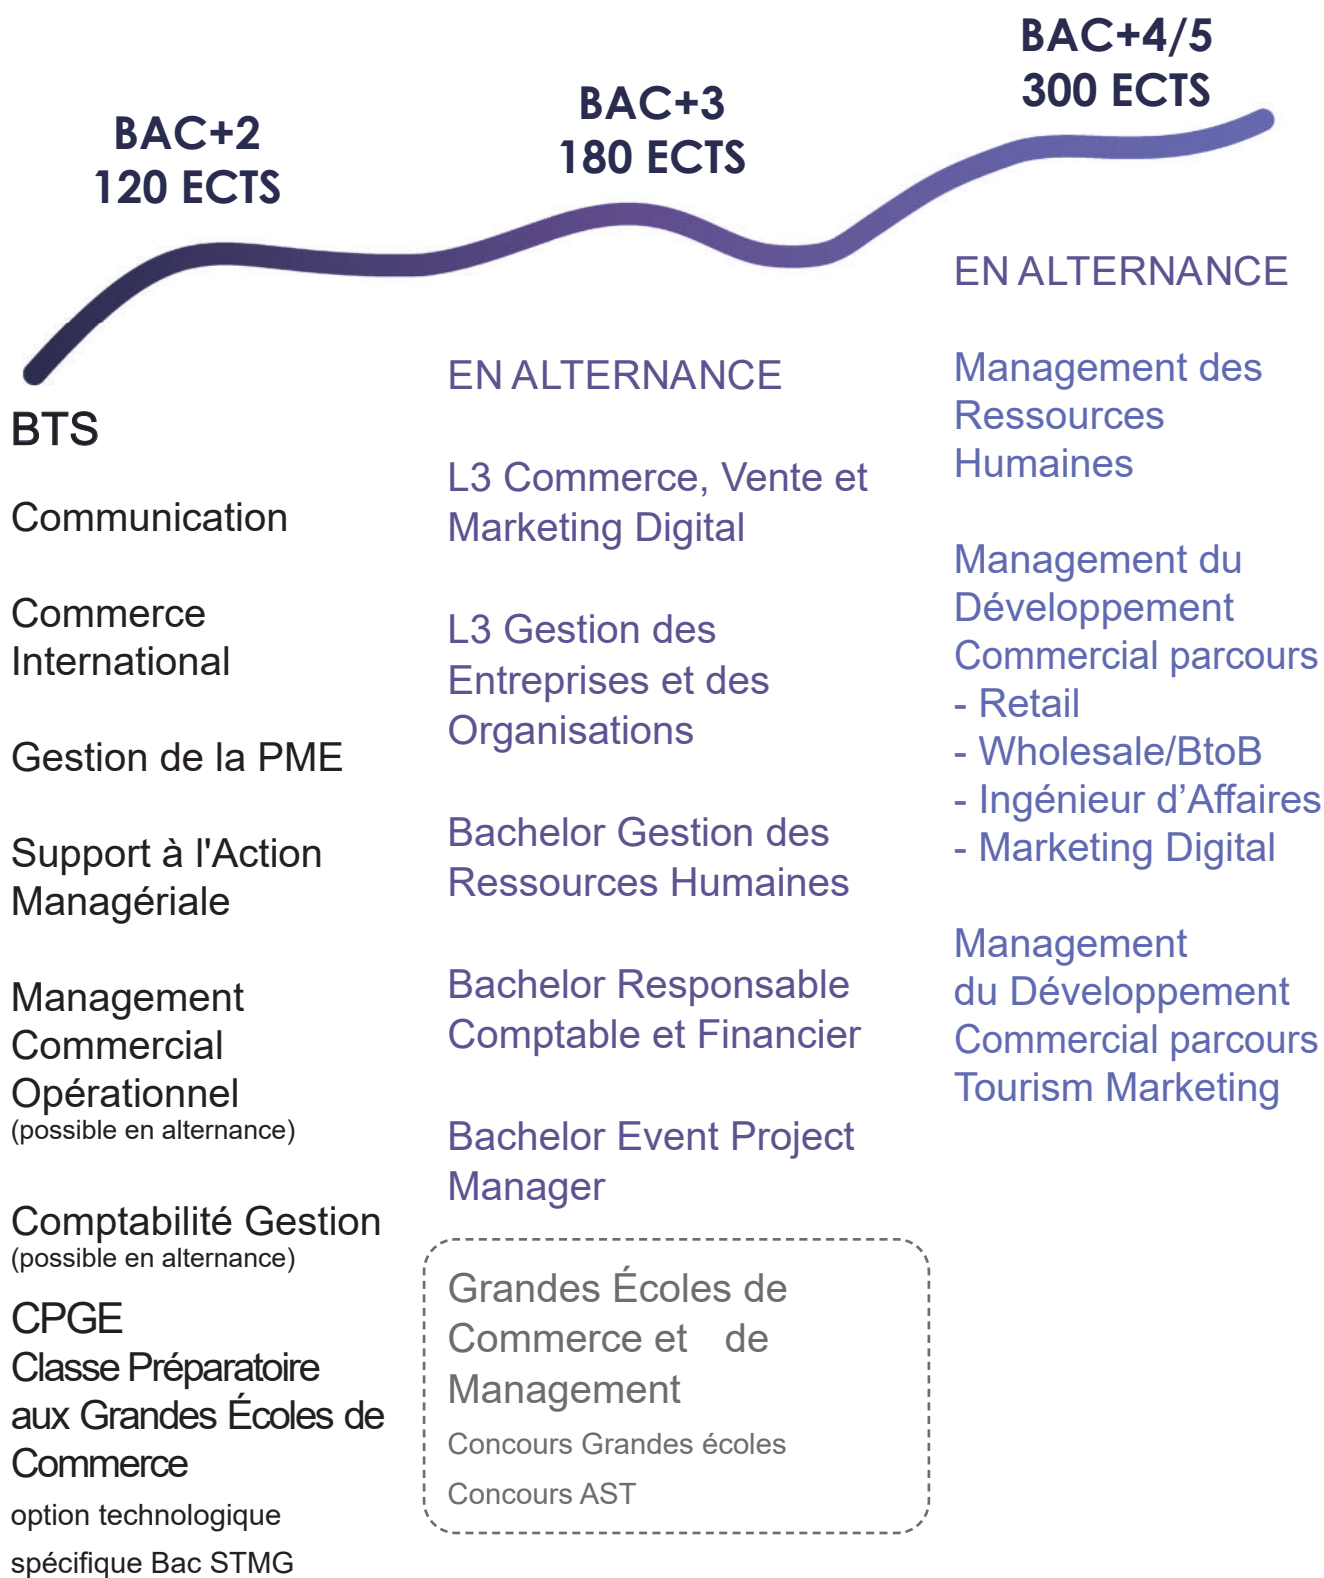 BAC+2
120 ECTS
BTS
Communication
Commerce
International
Gestion de la PME
Support à l'Action
Managériale
Management
Commercial
Opérationnel
(possible en alternance)
Comptabilité Gestion
(possible en alternance)
CPGE
Classe Préparatoire
aux Grandes Écoles de
Commerce
option technologique
spécifique Bac STMG
BAC+3
180 ECTS
EN ALTERNANCE
L3 Commerce, Vente et
Marketing Digital
L3 Gestion des
Entreprises et des
Organisations
Bachelor Gestion des
Ressources Humaines
Bachelor Responsable
Comptable et Financier
Bachelor Event Project
Manager
Grandes Écoles de
Commerce et de
Management
Concours Grandes écoles
Concours AST
BAC+4/5
300 ECTS
EN ALTERNANCE
Management des
Ressources
Humaines
Management du
Développement
Commercial parcours
- Retail
- Wholesale/BtoB
- Ingénieur d’Affaires
- Marketing Digital
Management
du Développement
Commercial parcours
Tourism Marketing